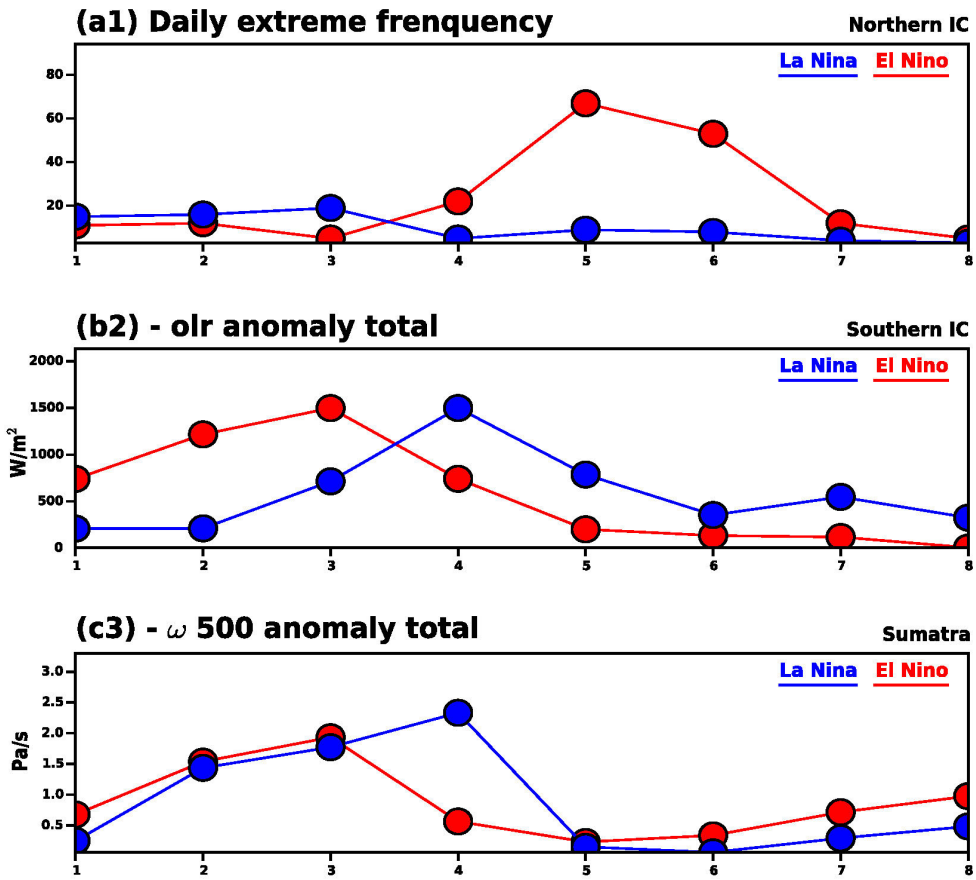 (a1) Daily extreme frenquency
Northern IC
La Nina El Nino
80
60
40
20
1 2 3 4 5 6 7 8
(b2) - olr anomaly total
Southern IC
La Nina El Nino
2000
1500
1000
500
0
W/m²
1 2 3 4 5 6 7 8
(c3) - ω 500 anomaly total
Sumatra
La Nina El Nino
3.0
2.5
2.0
1.5
1.0
0.5
Pa/s
1 2 3 4 5 6 7 8